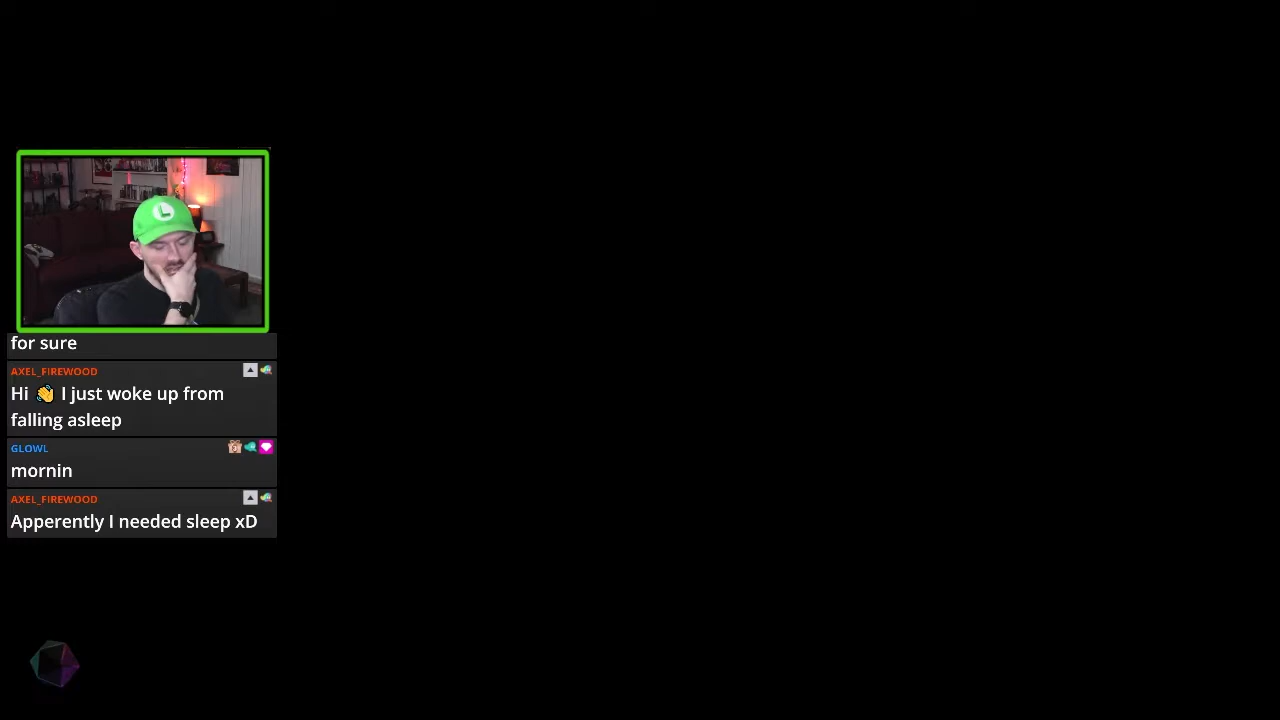 L
for sure
AXEL_FIREWOOD
Hi 👋 I just woke up from
falling asleep
GLOWL
mornin
AXEL_FIREWOOD
Apperently I needed sleep xD